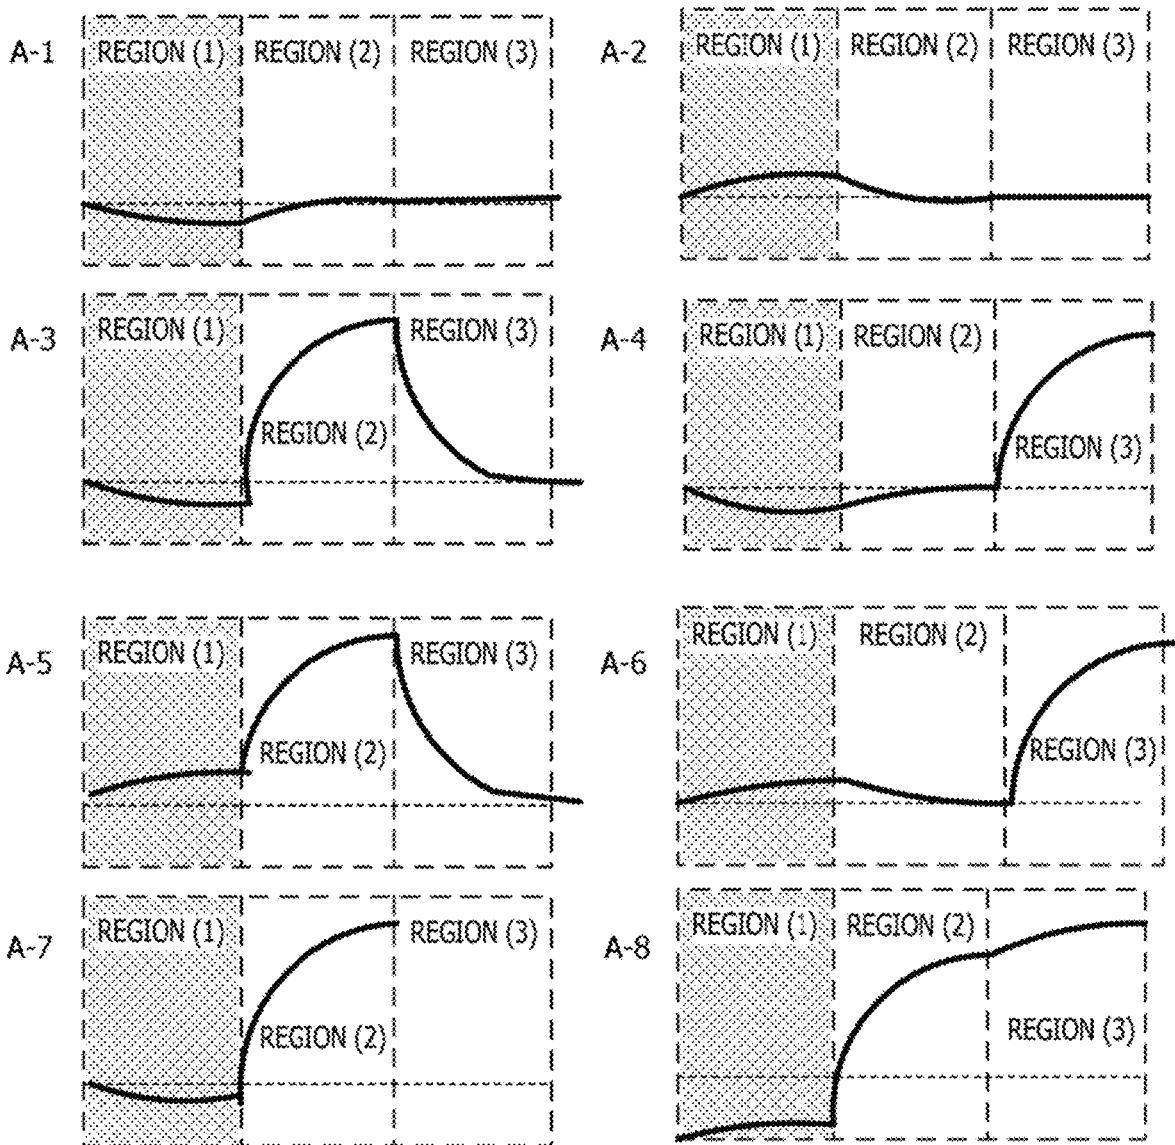 A-1 REGION (1) REGION (2) REGION (3)
A-2 REGION (1) REGION (2) REGION (3)
A-3 REGION (1) REGION (3)
REGION (2)
A-4 REGION (1) REGION (2)
REGION (3)
A-5 REGION (1) REGION (3)
REGION (2)
A-6 REGION (1) REGION (2)
REGION (3)
A-7 REGION (1) REGION (3)
REGION (2)
A-8 REGION (1) REGION (2)
REGION (3)